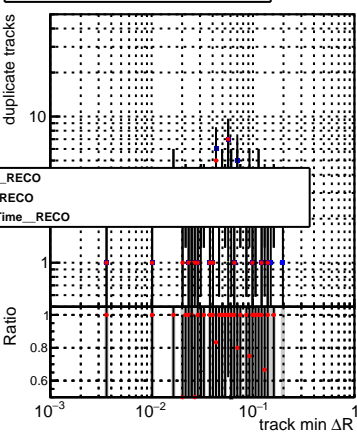 duplicate tracks
10
_RECO
RECO
Time__RECO
1
Ratio
1
0.8
0.6
10⁻³ 10⁻² 10⁻¹ 1
track min ΔR